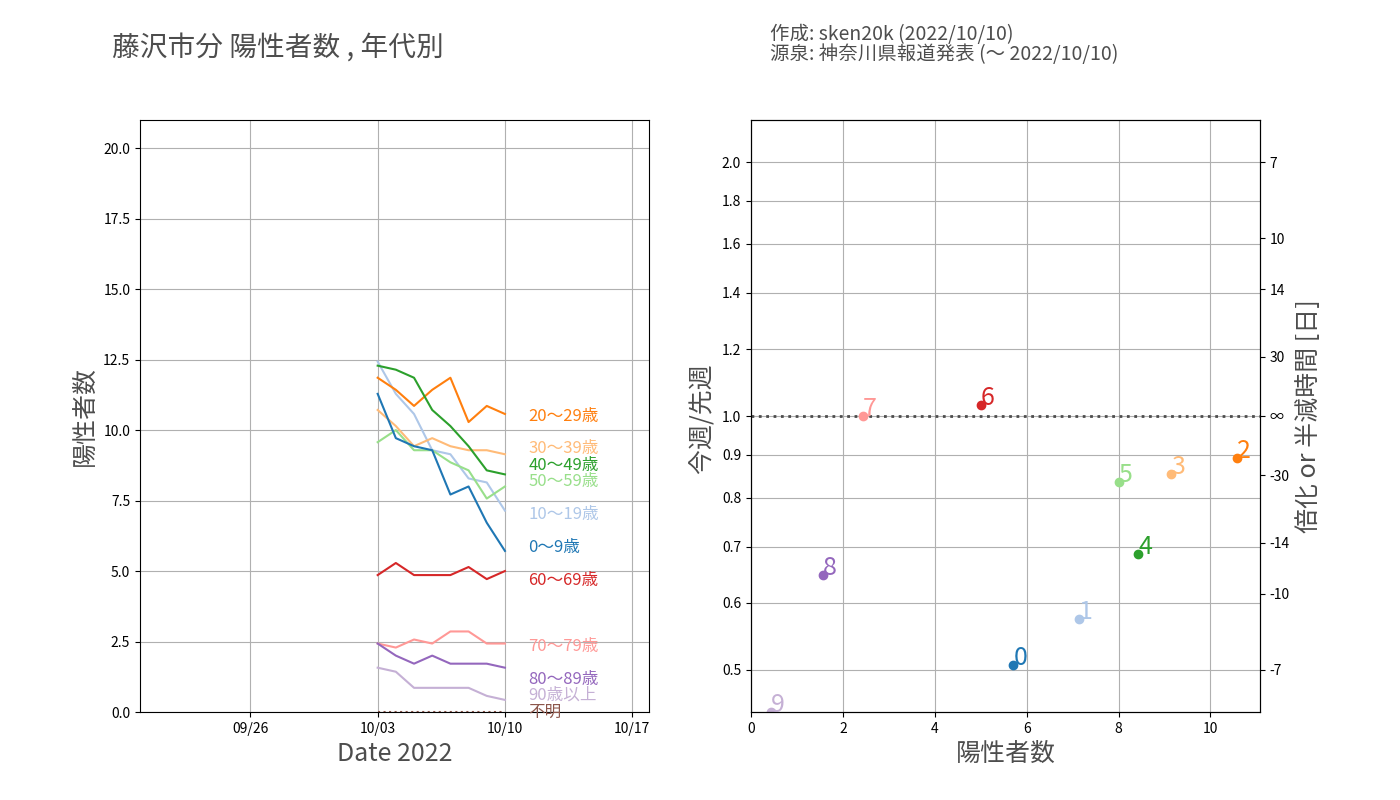 藤沢市分 陽性者数 , 年代別
作成: sken20k (2022/10/10)
源泉: 神奈川県報道発表 (～ 2022/10/10)
陽性者数
20.0
17.5
15.0
12.5
10.0
7.5
5.0
2.5
0.0
20～29歳
30～39歳
40～49歳
50～59歳
10～19歳
0～9歳
60～69歳
70～79歳
80～89歳
90歳以上
不明
09/26
10/03
10/10
10/17
Date 2022
今週/先週
2.0
1.8
1.6
1.4
1.2
1.0
0.9
0.8
0.7
0.6
0.5
6
7
2
3
5
4
8
1
0
9
0
2
4
6
8
10
陽性者数
7
10
14
30
∞
-30
-14
-10
-7
倍化 or 半減時間 [日]